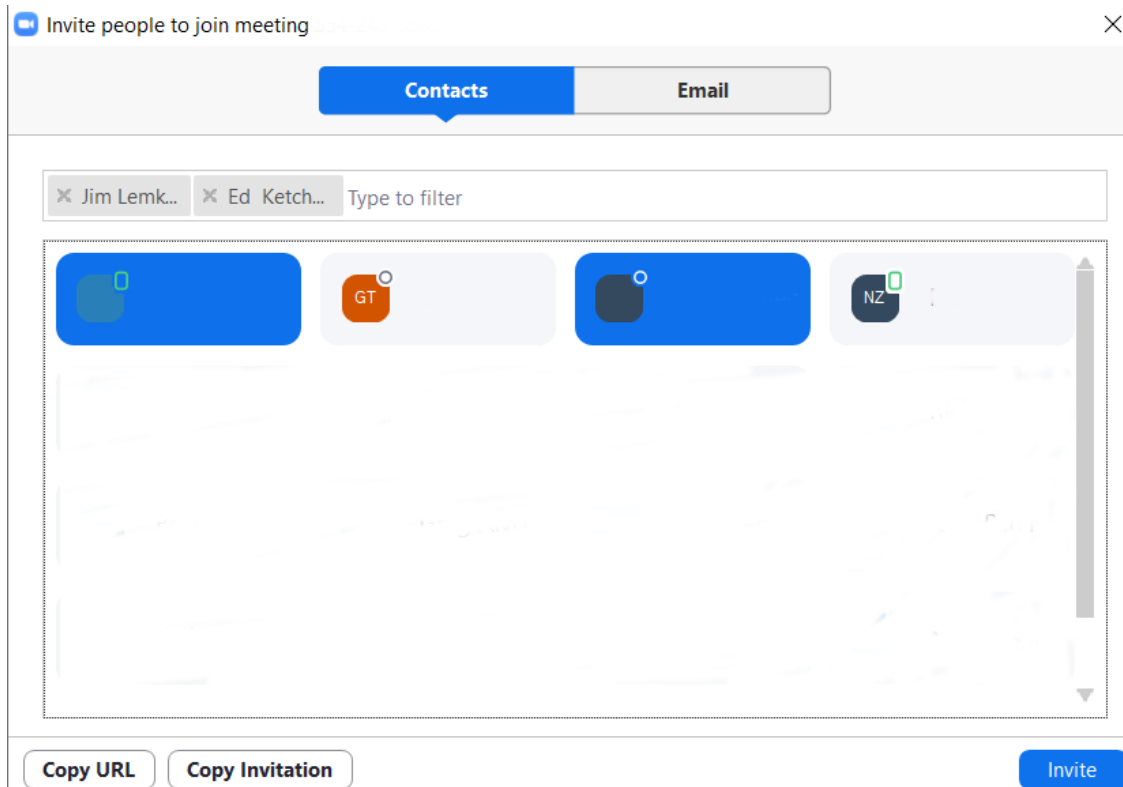 Invite people to join meeting
Contacts Email
Jim Lemk... Ed Ketch... Type to filter
GT NZ
Copy URL Copy Invitation Invite